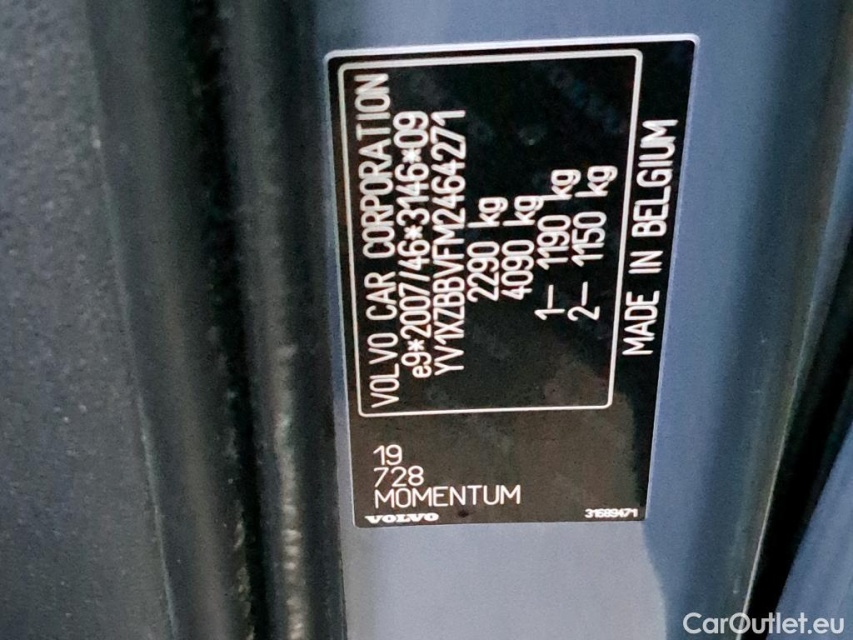 VOLVO CAR CORPORATION
e9*2007/46*3146*09
YV1XZBBVFM2464271
2290 kg
4090 kg
1– 1190 kg
2– 1150 kg
MADE IN BELGIUM
19
728
MOMENTUM
VOLVO
31689471
CarOutlet.eu